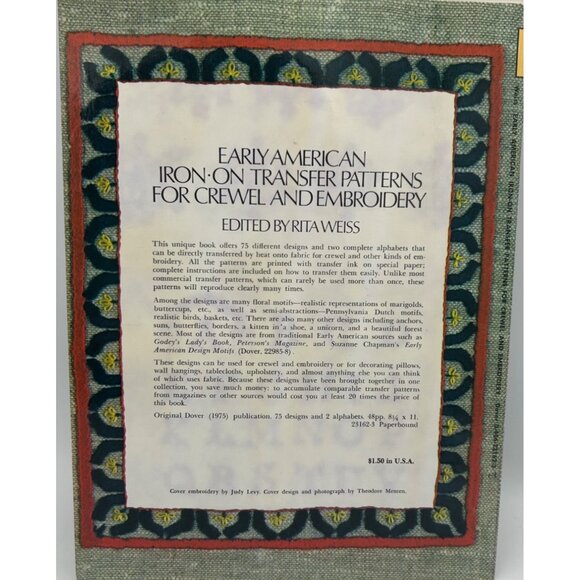 EARLY AMERICAN
IRON·ON TRANSFER PATTERNS
FOR CREWEL AND EMBROIDERY
EDITED BY RITA WEISS
This unique book offers 75 different designs and two complete alphabets that
can be directly transferred by heat onto fabric for crewel and other kinds of em-
broidery. All the patterns are printed with transfer ink on special paper;
complete instructions are included on how to transfer them easily. Unlike most
commercial transfer patterns, which can rarely be used more than once, these
patterns will reproduce clearly many times.
Among the designs are many floral motifs—realistic representations of marigolds,
buttercups, etc., as well as semi-abstractions—Pennsylvania Dutch motifs,
realistic birds, baskets, etc. There are also many other designs including anchors,
suns, butterflies, borders, a kitten in a shoe, a unicorn, and a beautiful forest
scene. Most of the designs are from traditional Early American sources such as
Godey's Lady's Book, Peterson's Magazine, and Suzanne Chapman's Early
American Design Motifs (Dover, 22985-8).
These designs can be used for crewel and embroidery or for decorating pillows,
wall hangings, tablecloths, upholstery, and almost anything else you can think
of which uses fabric. Because these designs have been brought together in one
collection, you save much money: to accumulate comparable transfer patterns
from magazines or other sources would cost you at least 20 times the price of
this book.
Original Dover (1975) publication. 75 designs and 2 alphabets. 48pp. 8¼ x 11.
23162-3 Paperbound
$1.50 in U.S.A.
Cover embroidery by Judy Levy. Cover design and photograph by Theodore Menten.
EARLY AMERICAN IRON-ON TRANSFER PATTERNS FOR CREWEL AND EMBROIDERY